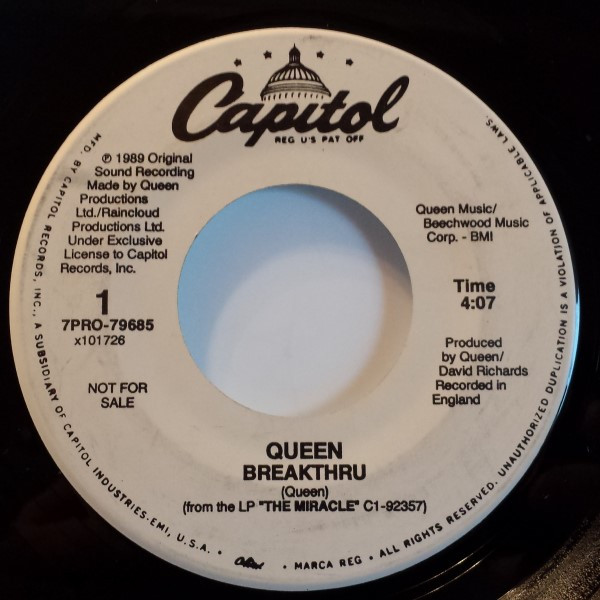 Capitol
REG U'S PAT OFF
℗ 1989 Original
Sound Recording
Made by Queen
Productions
Ltd./Raincloud
Productions Ltd.
Under Exclusive
License to Capitol
Records, Inc.
1
7PRO-79685
x101726
NOT FOR
SALE
Queen Music/
Beechwood Music
Corp. - BMI
Time
4:07
Produced
by Queen/
David Richards
Recorded in
England
QUEEN
BREAKTHRU
(Queen)
(from the LP "THE MIRACLE" C1-92357)
MFD. BY CAPITOL RECORDS, INC., A SUBSIDIARY OF CAPITOL INDUSTRIES-EMI, U.S.A. • Capitol • MARCA REG • ALL RIGHTS RESERVED. UNAUTHORIZED DUPLICATION IS A VIOLATION OF APPLICABLE LAWS.